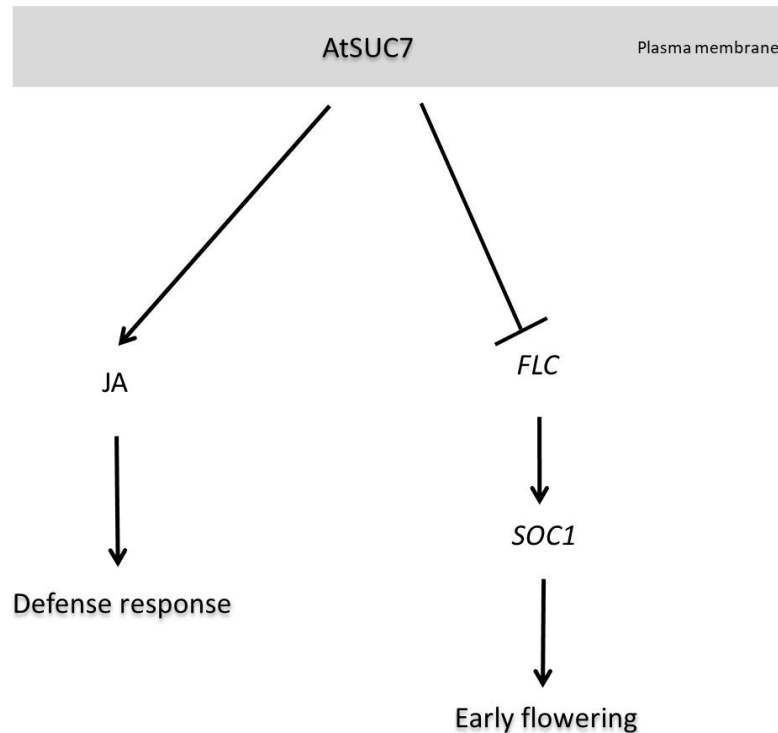 AtSUC7
Plasma membrane
JA
FLC
SOC1
Defense response
Early flowering